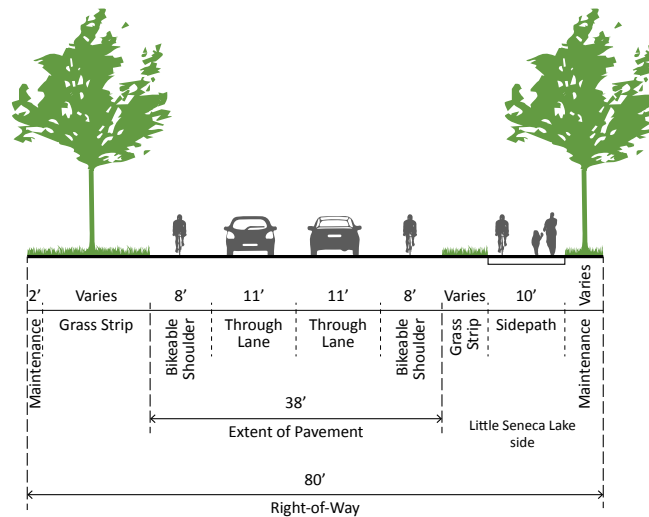 2’ Varies 8’ 11’ 11’ 8’ Varies 10’ Varies
Maintenance
Grass Strip
Bikeable
Shoulder
Through
Lane
Through
Lane
Bikeable
Shoulder
Grass
Strip
Sidepath
Maintenance
38’
Extent of Pavement
Little Seneca Lake
side
80’
Right-of-Way